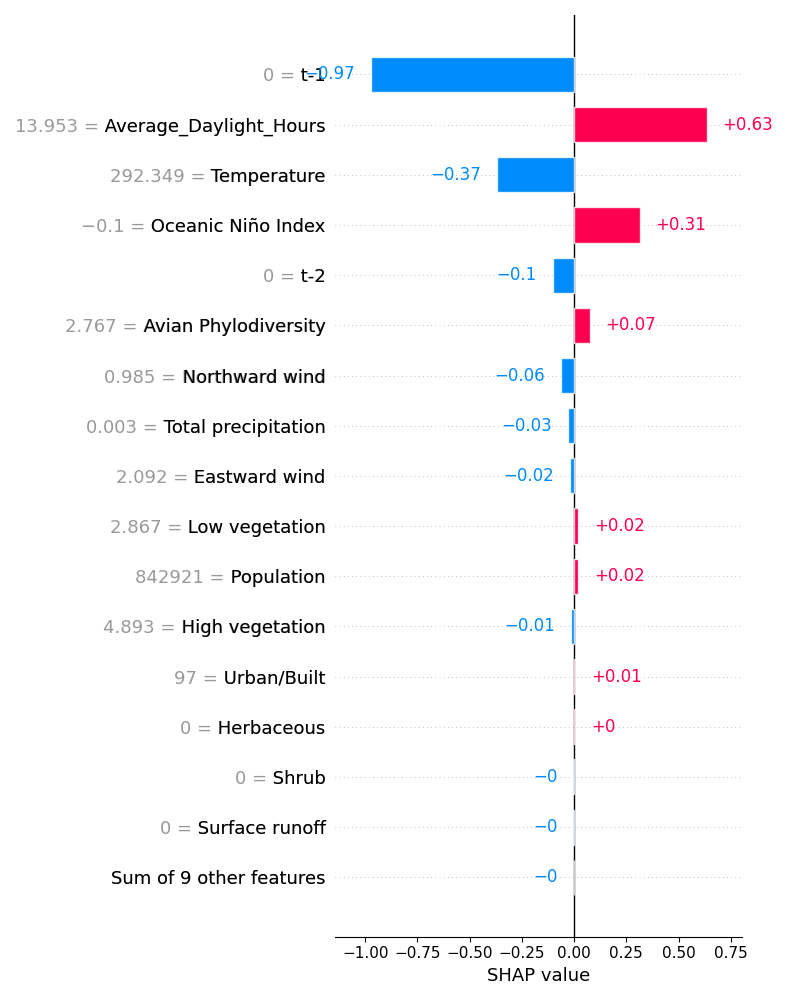 0 = t-1 −0.97
13.953 = Average_Daylight_Hours +0.63
292.349 = Temperature −0.37
−0.1 = Oceanic Niño Index +0.31
0 = t-2 −0.1
2.767 = Avian Phylodiversity +0.07
0.985 = Northward wind −0.06
0.003 = Total precipitation −0.03
2.092 = Eastward wind −0.02
2.867 = Low vegetation +0.02
842921 = Population +0.02
4.893 = High vegetation −0.01
97 = Urban/Built +0.01
0 = Herbaceous +0
0 = Shrub −0
0 = Surface runoff −0
Sum of 9 other features −0
−1.00 −0.75 −0.50 −0.25 0.00 0.25 0.50 0.75
SHAP value